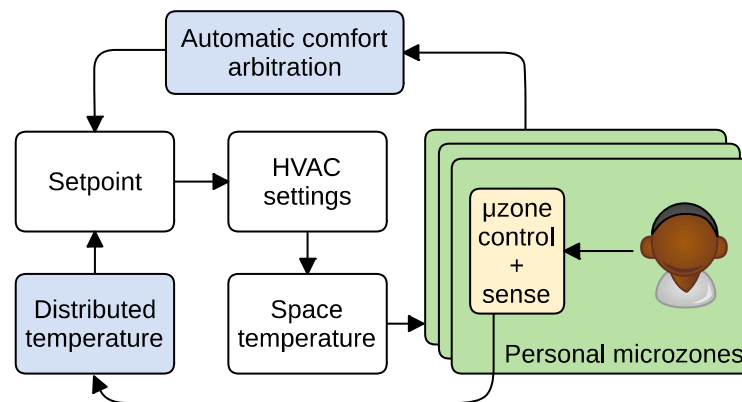 Automatic comfort
arbitration
Setpoint
HVAC
settings
μzone
control
+
sense
Distributed
temperature
Space
temperature
Personal microzones